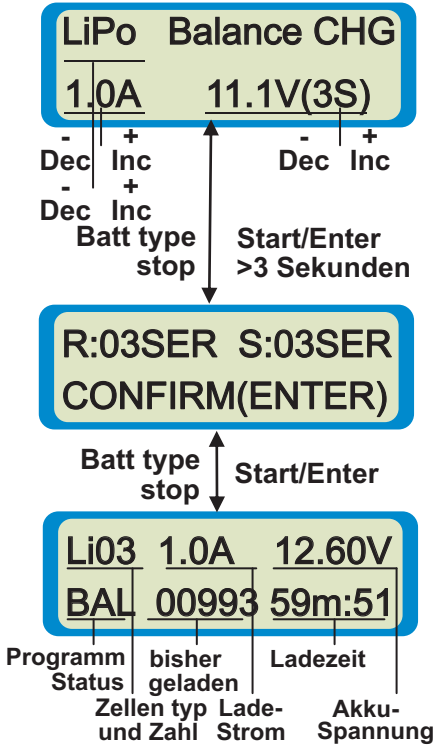 LiPo Balance CHG
1.0A 11.1V(3S)
- + - +
Dec Inc Dec Inc
- +
Dec Inc
Batt type stop
Start/Enter >3 Sekunden
R:03SER S:03SER
CONFIRM(ENTER)
Batt type stop
Start/Enter
Li03 1.0A 12.60V
BAL 00993 59m:51
Programm Status
bisher geladen
Ladezeit
Zellen typ und Zahl
Lade-Strom
Akku-Spannung